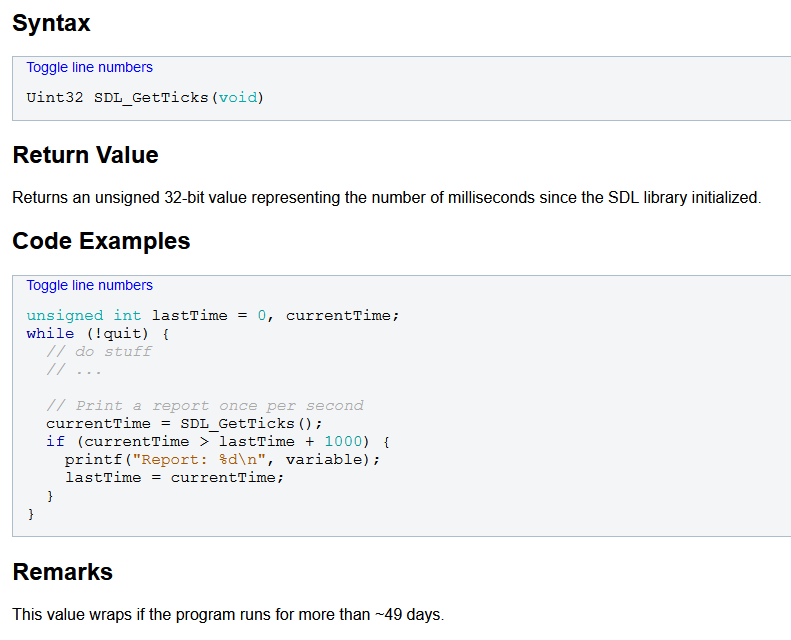 Syntax
Toggle line numbers
Uint32 SDL_GetTicks(void)
Return Value
Returns an unsigned 32-bit value representing the number of milliseconds since the SDL library initialized.
Code Examples
Toggle line numbers
unsigned int lastTime = 0, currentTime;
while (!quit) {
  // do stuff
  // ...
  // Print a report once per second
  currentTime = SDL_GetTicks();
  if (currentTime > lastTime + 1000) {
    printf("Report: %d\n", variable);
    lastTime = currentTime;
  }
}
Remarks
This value wraps if the program runs for more than ~49 days.